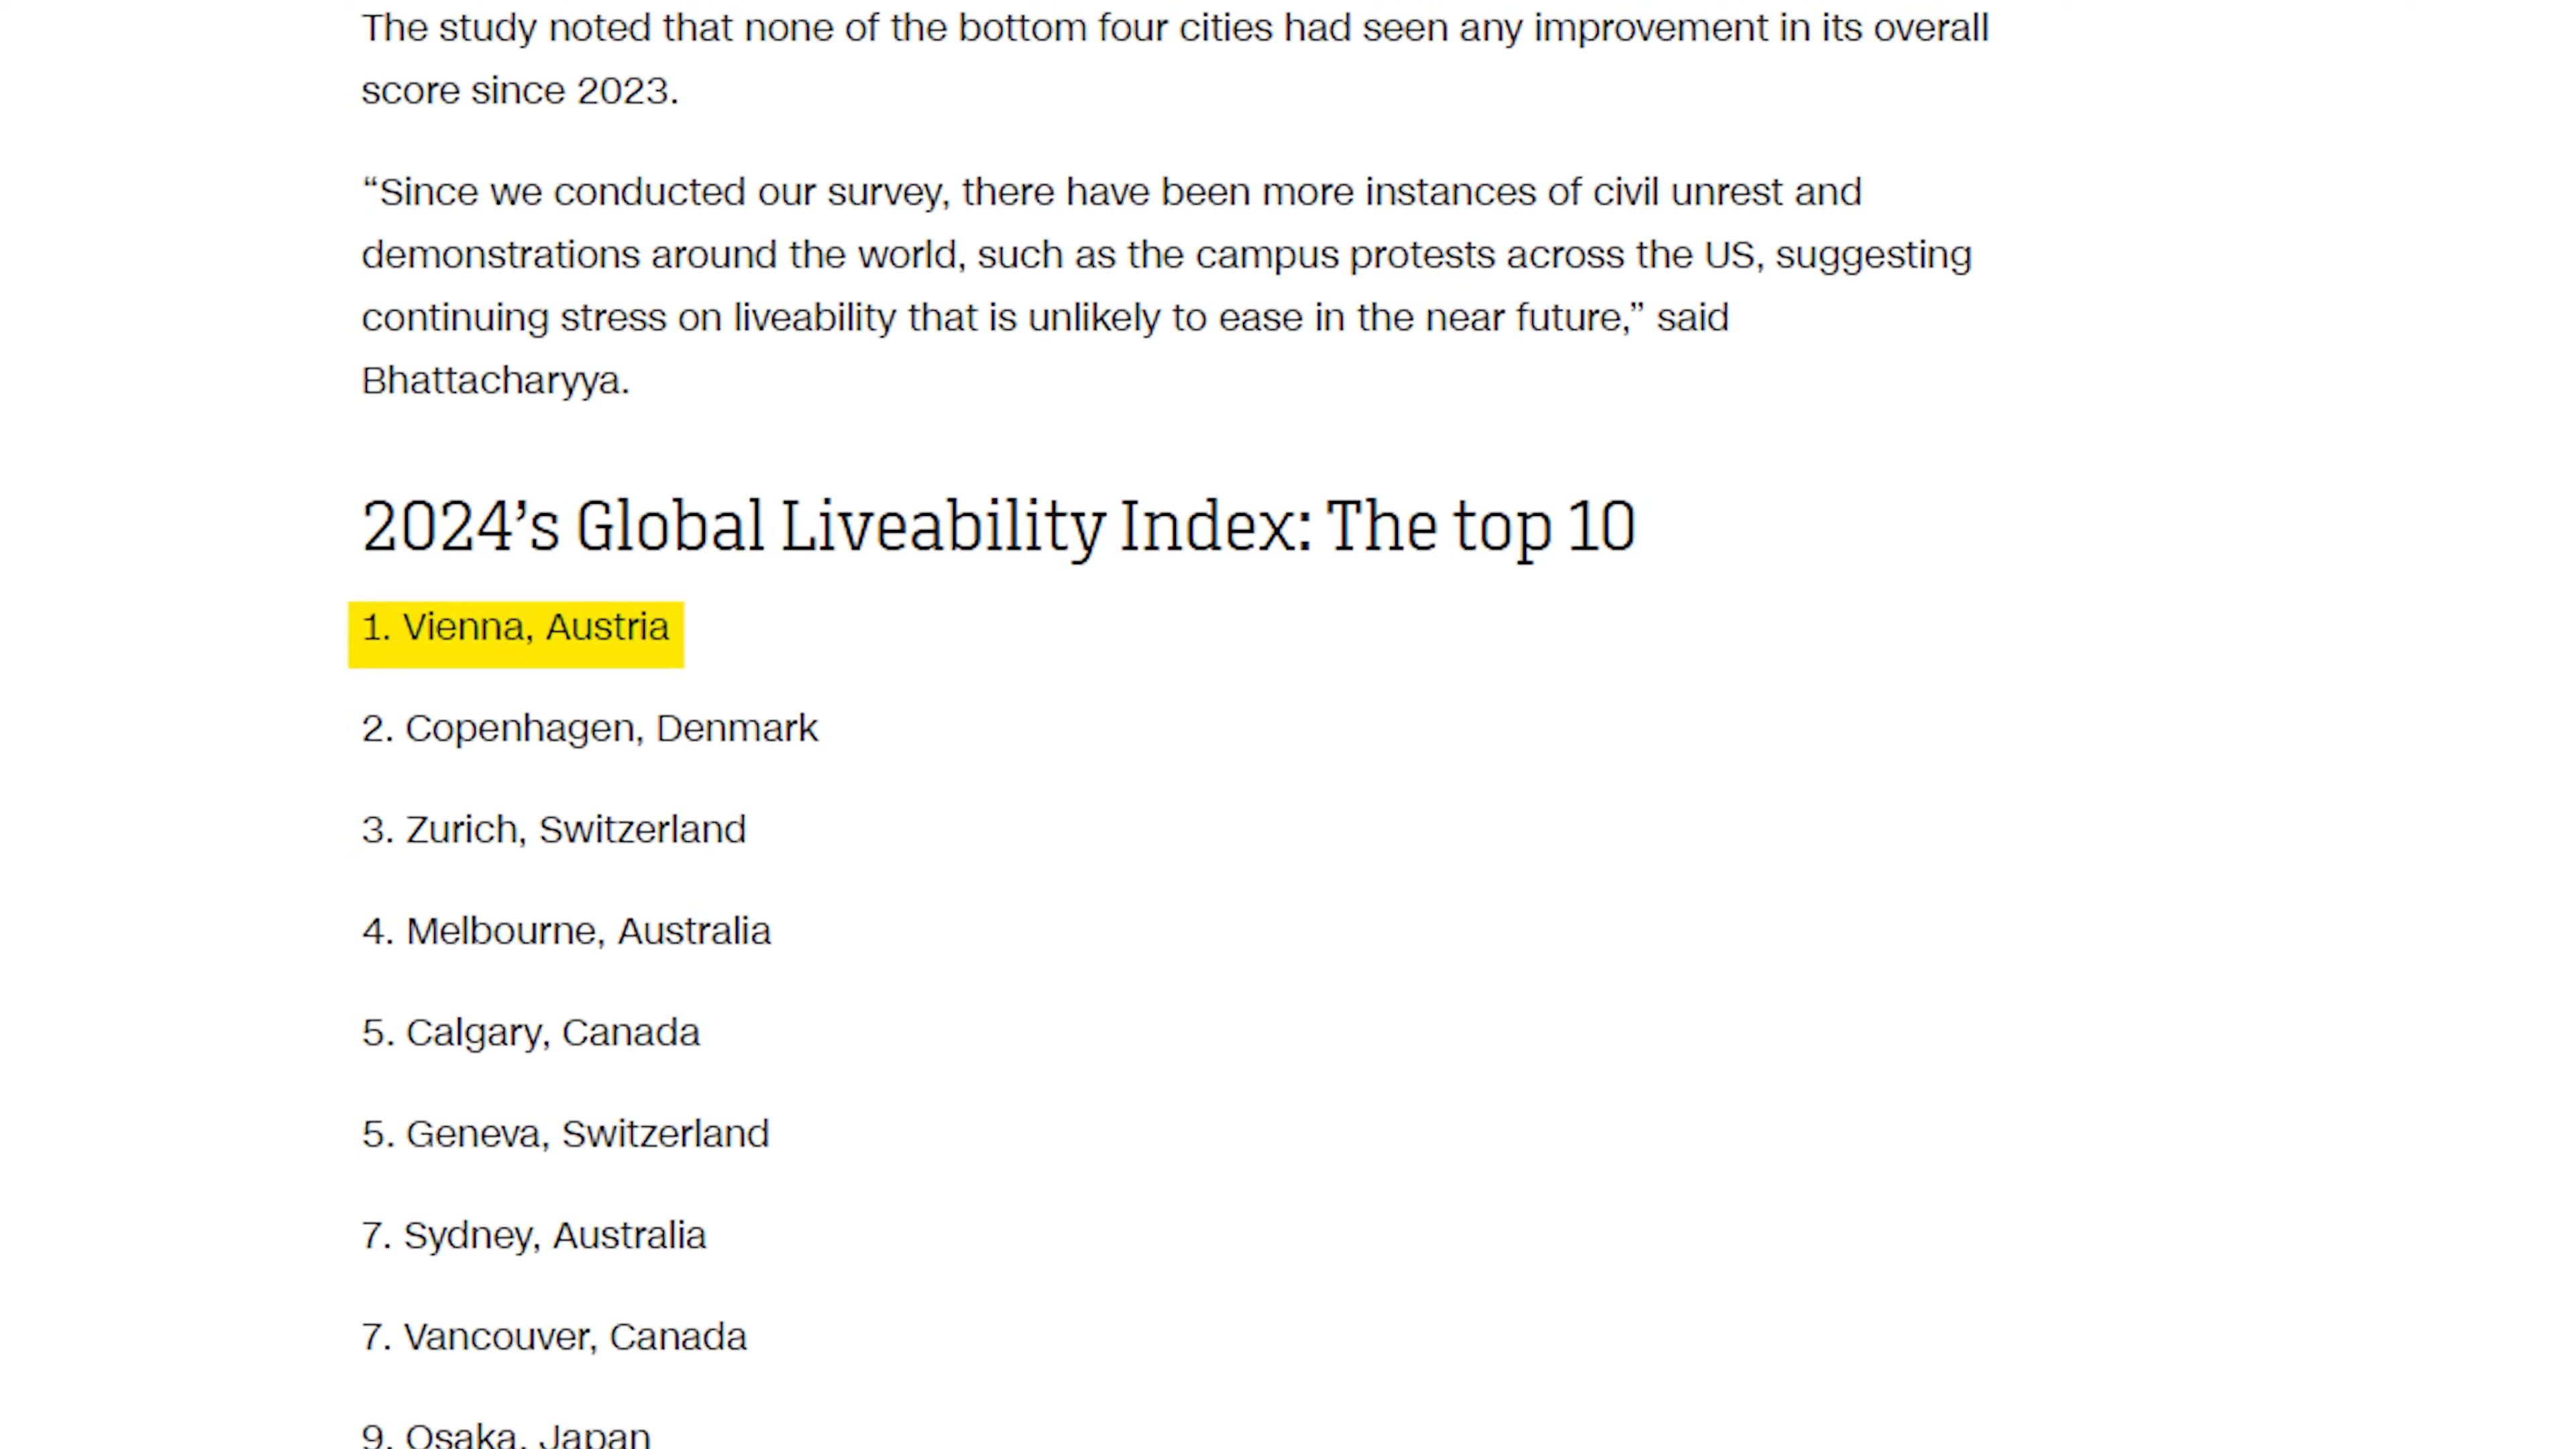 The study noted that none of the bottom four cities had seen any improvement in its overall
score since 2023.
“Since we conducted our survey, there have been more instances of civil unrest and
demonstrations around the world, such as the campus protests across the US, suggesting
continuing stress on liveability that is unlikely to ease in the near future,” said
Bhattacharyya.
2024’s Global Liveability Index: The top 10
1. Vienna, Austria
2. Copenhagen, Denmark
3. Zurich, Switzerland
4. Melbourne, Australia
5. Calgary, Canada
5. Geneva, Switzerland
7. Sydney, Australia
7. Vancouver, Canada
9. Osaka, Japan